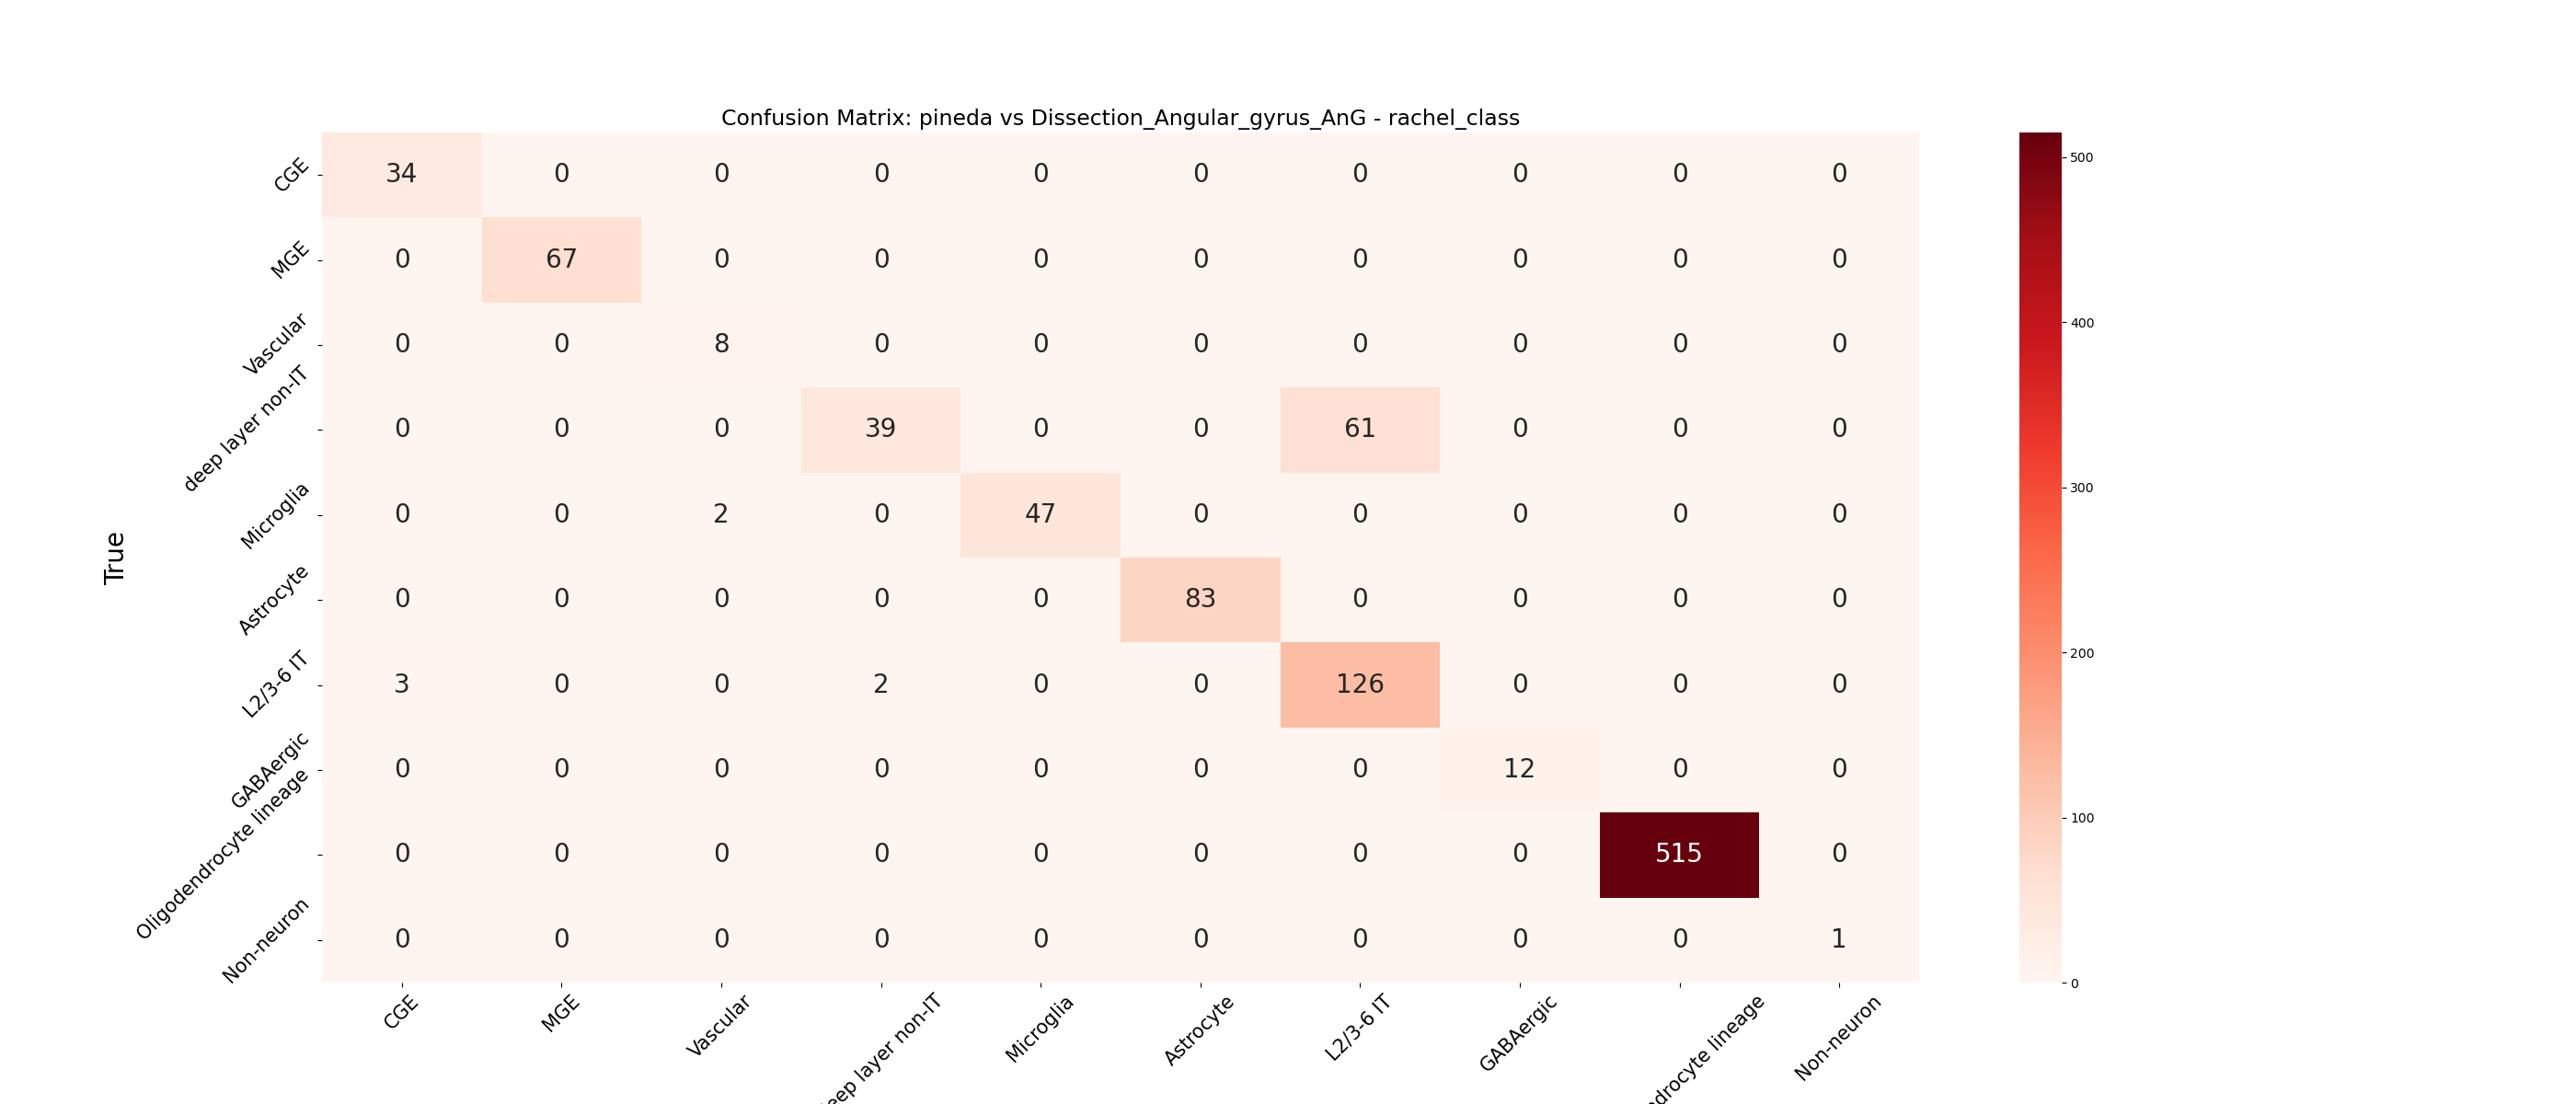 Confusion Matrix: pineda vs Dissection_Angular_gyrus_AnG - rachel_class
True
CGE 34 0 0 0 0 0 0 0 0 0
MGE 0 67 0 0 0 0 0 0 0 0
Vascular 0 0 8 0 0 0 0 0 0 0
deep layer non-IT 0 0 0 39 0 0 61 0 0 0
Microglia 0 0 2 0 47 0 0 0 0 0
Astrocyte 0 0 0 0 0 83 0 0 0 0
L2/3-6 IT 3 0 0 2 0 0 126 0 0 0
GABAergic 0 0 0 0 0 0 0 12 0 0
Oligodendrocyte lineage 0 0 0 0 0 0 0 0 515 0
Non-neuron 0 0 0 0 0 0 0 0 0 1
CGE MGE Vascular layer non-IT Microglia Astrocyte L2/3-6 IT GABAergic lineage Non-neuron
500
400
300
200
100
0